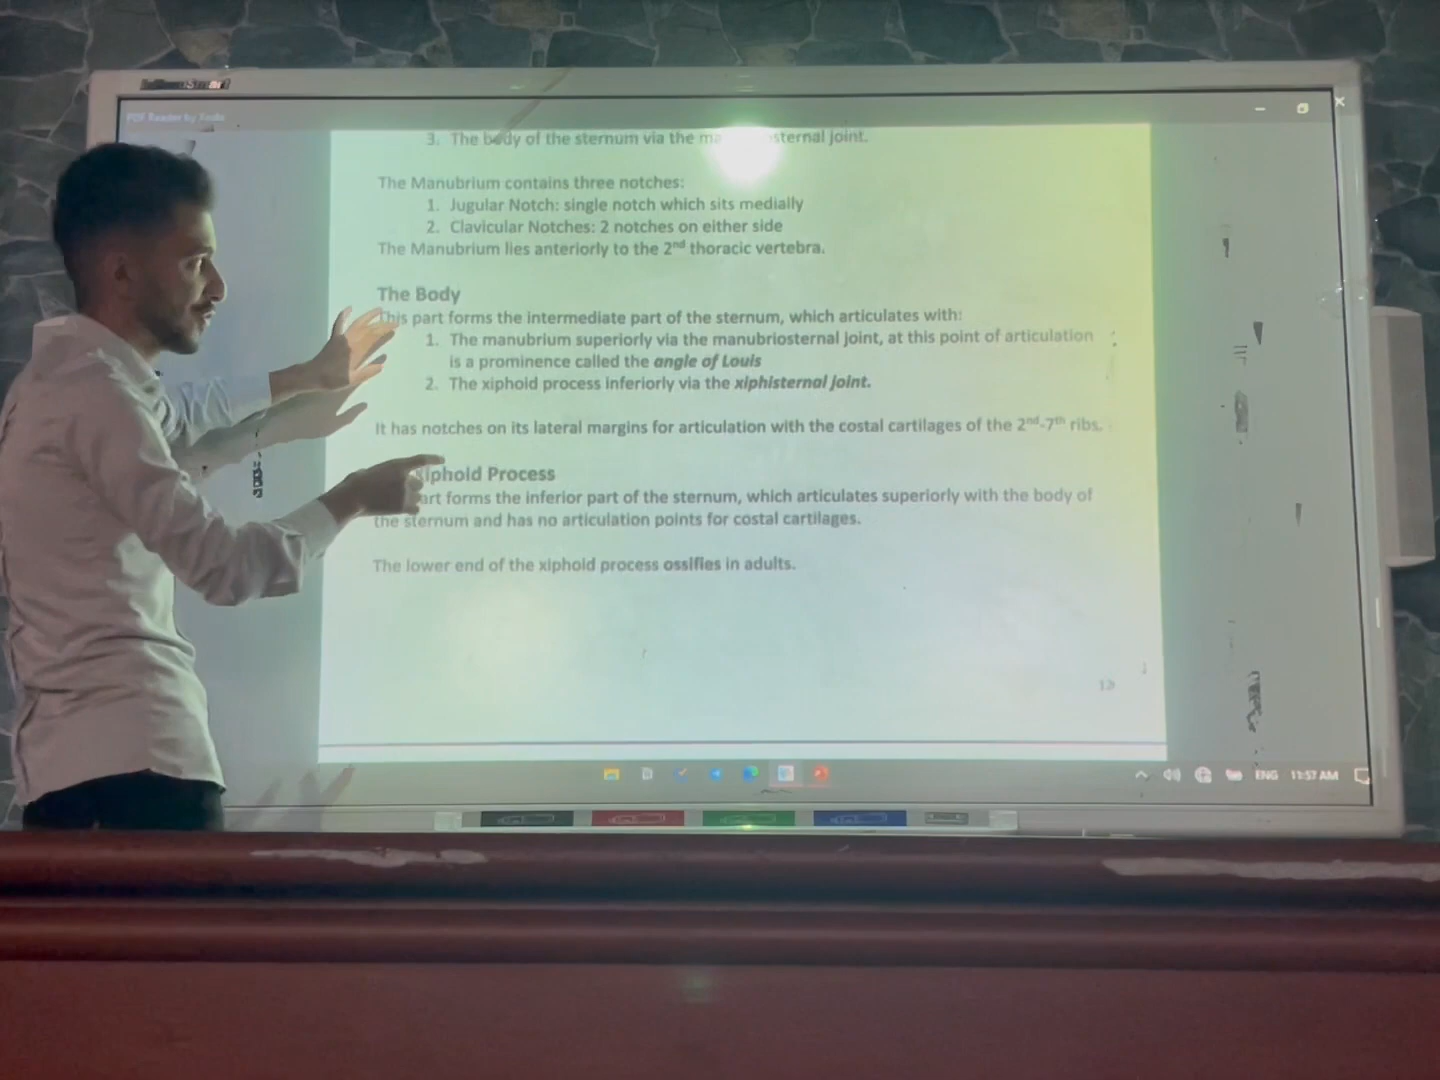 PDF Reader by Xodo
3. The body of the sternum via the ma sternal joint.
The Manubrium contains three notches:
1. Jugular Notch: single notch which sits medially
2. Clavicular Notches: 2 notches on either side
The Manubrium lies anteriorly to the 2nd thoracic vertebra.
The Body
This part forms the intermediate part of the sternum, which articulates with:
1. The manubrium superiorly via the manubriosternal joint, at this point of articulation
is a prominence called the angle of Louis
2. The xiphoid process inferiorly via the xiphisternal joint.
It has notches on its lateral margins for articulation with the costal cartilages of the 2nd-7th ribs.
iphoid Process
art forms the inferior part of the sternum, which articulates superiorly with the body of
the sternum and has no articulation points for costal cartilages.
The lower end of the xiphoid process ossifies in adults.
ENG 11:57 AM